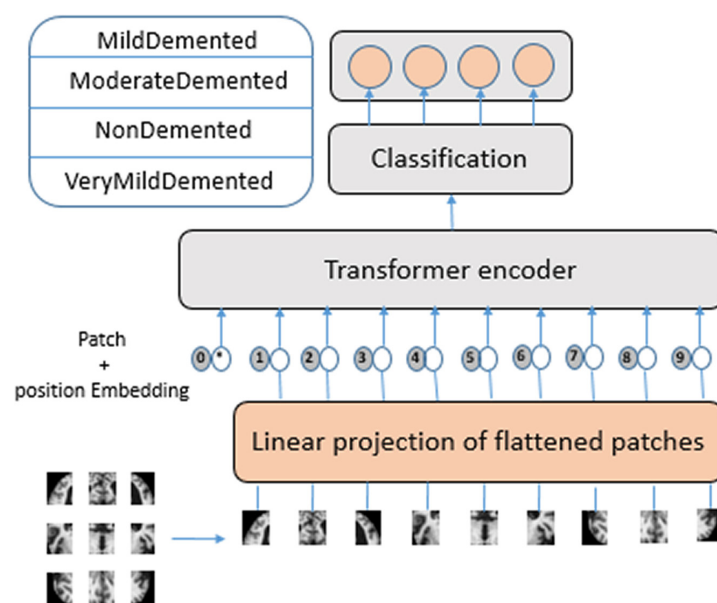 MildDemented
ModerateDemented
NonDemented
VeryMildDemented
Classification
Transformer encoder
Patch
+
position Embedding
0 * 1 2 3 4 5 6 7 8 9
Linear projection of flattened patches